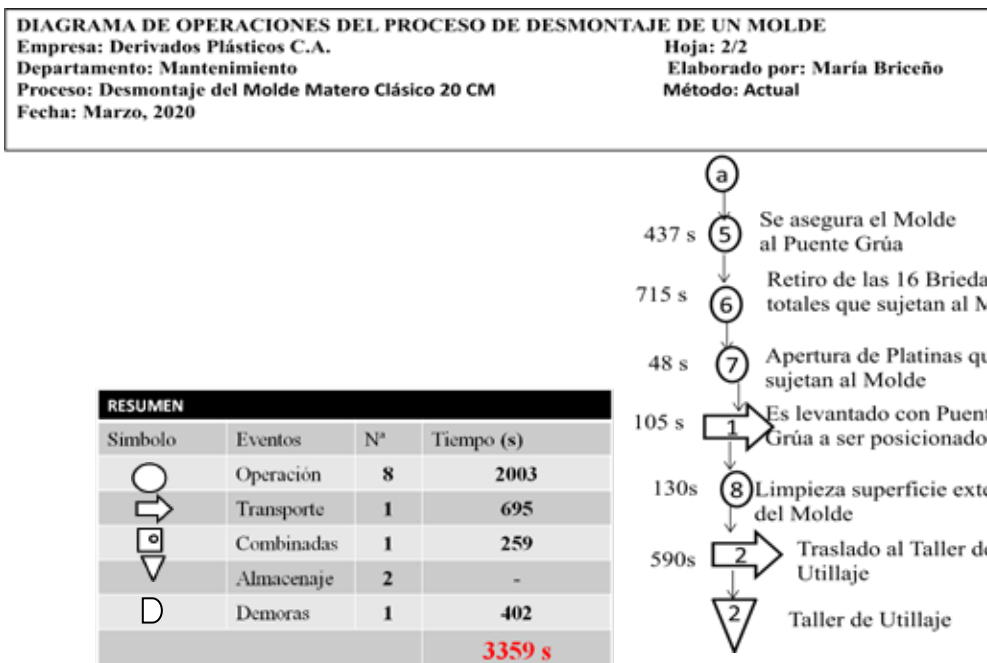 DIAGRAMA DE OPERACIONES DEL PROCESO DE DESMONTAJE DE UN MOLDE
Empresa: Derivados Plásticos C.A. Hoja: 2/2
Departamento: Mantenimiento Elaborado por: María Briceño
Proceso: Desmontaje del Molde Matero Clásico 20 CM Método: Actual
Fecha: Marzo, 2020
a
437 s 5 Se asegura el Molde
al Puente Grúa
715 s 6 Retiro de las 16 Brieda
totales que sujetan al M
48 s 7 Apertura de Platinas qu
sujetan al Molde
105 s 1 Es levantado con Puent
Grúa a ser posicionado
130s 8 Limpieza superficie exte
del Molde
590s 2 Traslado al Taller de
Utillaje
2 Taller de Utillaje
RESUMEN
Simbolo Eventos Nª Tiempo (s)
Operación 8 2003
Transporte 1 695
Combinadas 1 259
Almacenaje 2 -
D Demoras 1 402
3359 s